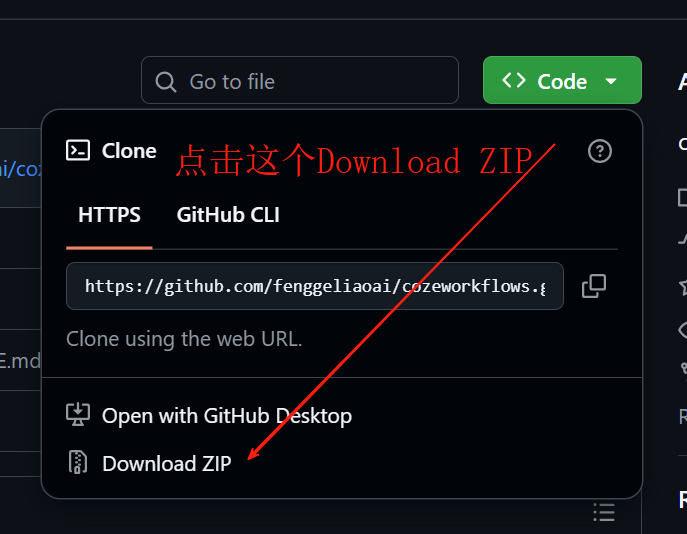 Go to file
Code
A
Clone
点击这个Download ZIP
HTTPS
GitHub CLI
https://github.com/fenggeliaoai/cozeworkflows.g
Clone using the web URL.
E.md
Open with GitHub Desktop
Download ZIP
R